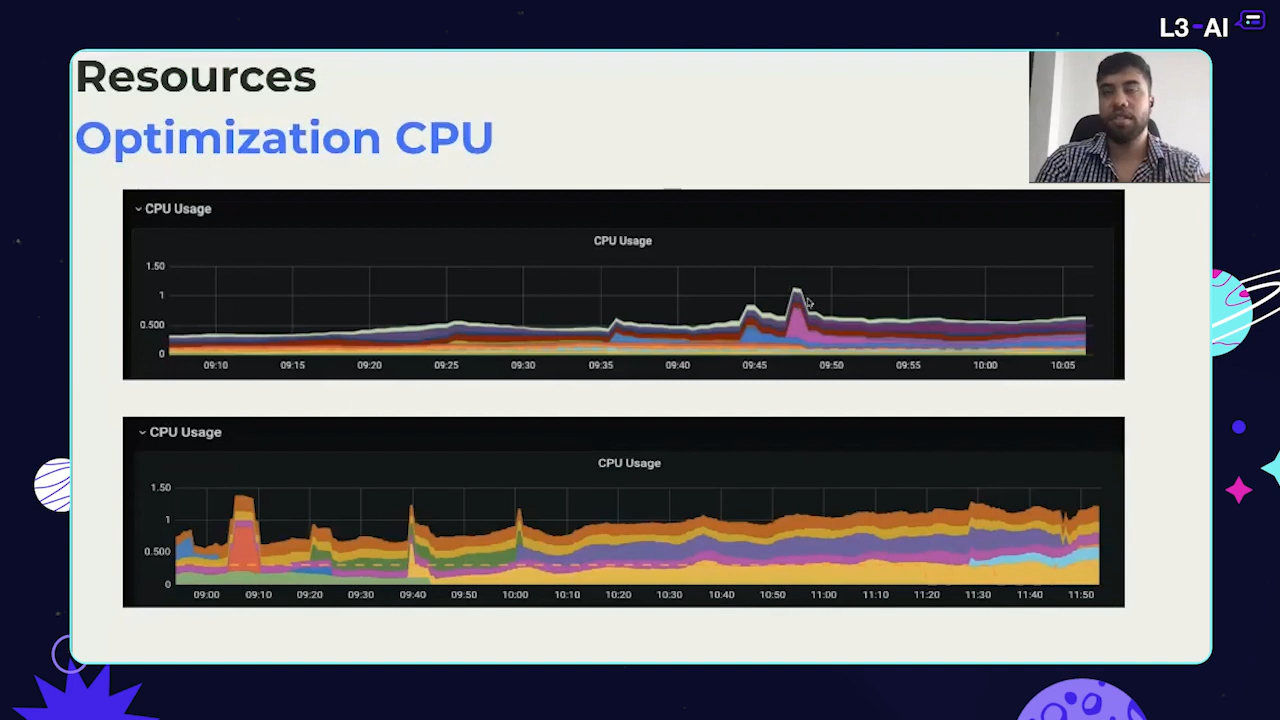 L3-AI
Resources
Optimization CPU
CPU Usage
CPU Usage
1.50
1
0.500
0
09:10 09:15 09:20 09:25 09:30 09:35 09:40 09:45 09:50 09:55 10:00 10:05
CPU Usage
CPU Usage
1.50
1
0.500
0
09:00 09:10 09:20 09:30 09:40 09:50 10:00 10:10 10:20 10:30 10:40 10:50 11:00 11:10 11:20 11:30 11:40 11:50